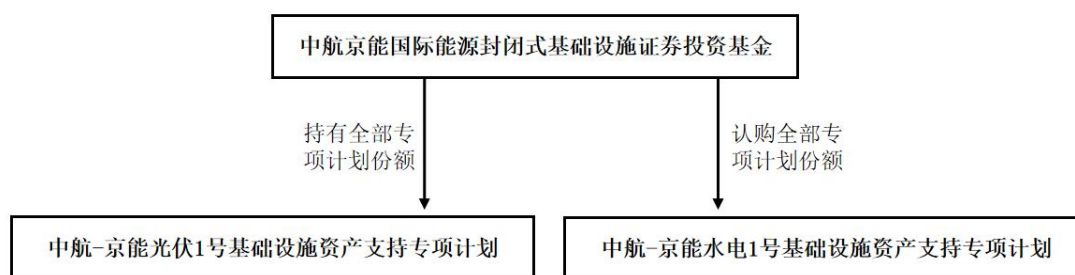 中航京能国际能源封闭式基础设施证券投资基金
持有全部专
项计划份额
认购全部专
项计划份额
中航-京能光伏1号基础设施资产支持专项计划
中航-京能水电1号基础设施资产支持专项计划